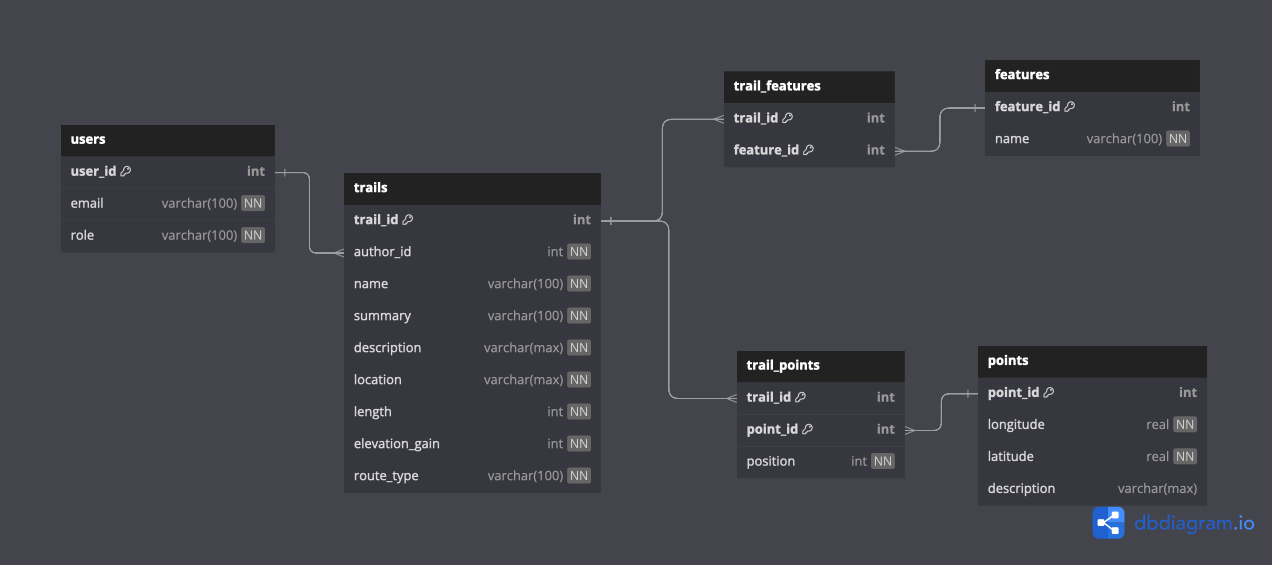 users
user_id int
email varchar(100) NN
role varchar(100) NN
trails
trail_id int
author_id int NN
name varchar(100) NN
summary varchar(100) NN
description varchar(max) NN
location varchar(max) NN
length int NN
elevation_gain int NN
route_type varchar(100) NN
trail_features
trail_id int
feature_id int
features
feature_id int
name varchar(100) NN
trail_points
trail_id int
point_id int
position int NN
points
point_id int
longitude real NN
latitude real NN
description varchar(max)
dbdiagram.io